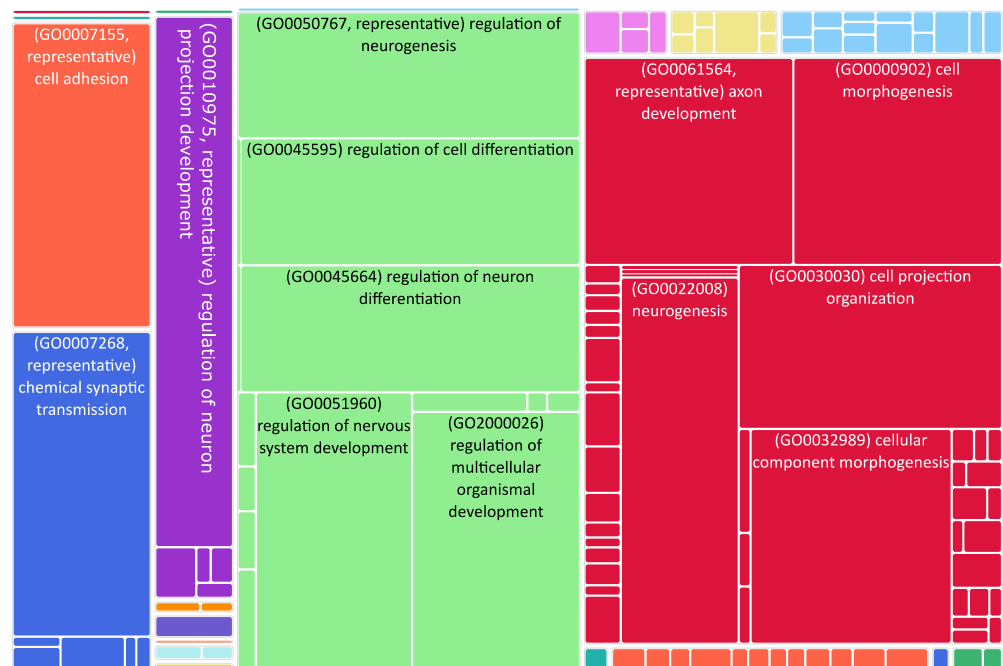 (GO0007155,
representative)
cell adhesion
(GO0007268,
representative)
chemical synaptic
transmission
(GO0010975, representative) regulation of neuron
projection development
(GO0050767, representative) regulation of
neurogenesis
(GO0045595) regulation of cell differentiation
(GO0045664) regulation of neuron
differentiation
(GO0051960)
regulation of nervous
system development
(GO2000026)
regulation of
multicellular
organismal
development
(GO0061564,
representative) axon
development
(GO0000902) cell
morphogenesis
(GO0022008)
neurogenesis
(GO0030030) cell projection
organization
(GO0032989) cellular
component morphogenesis